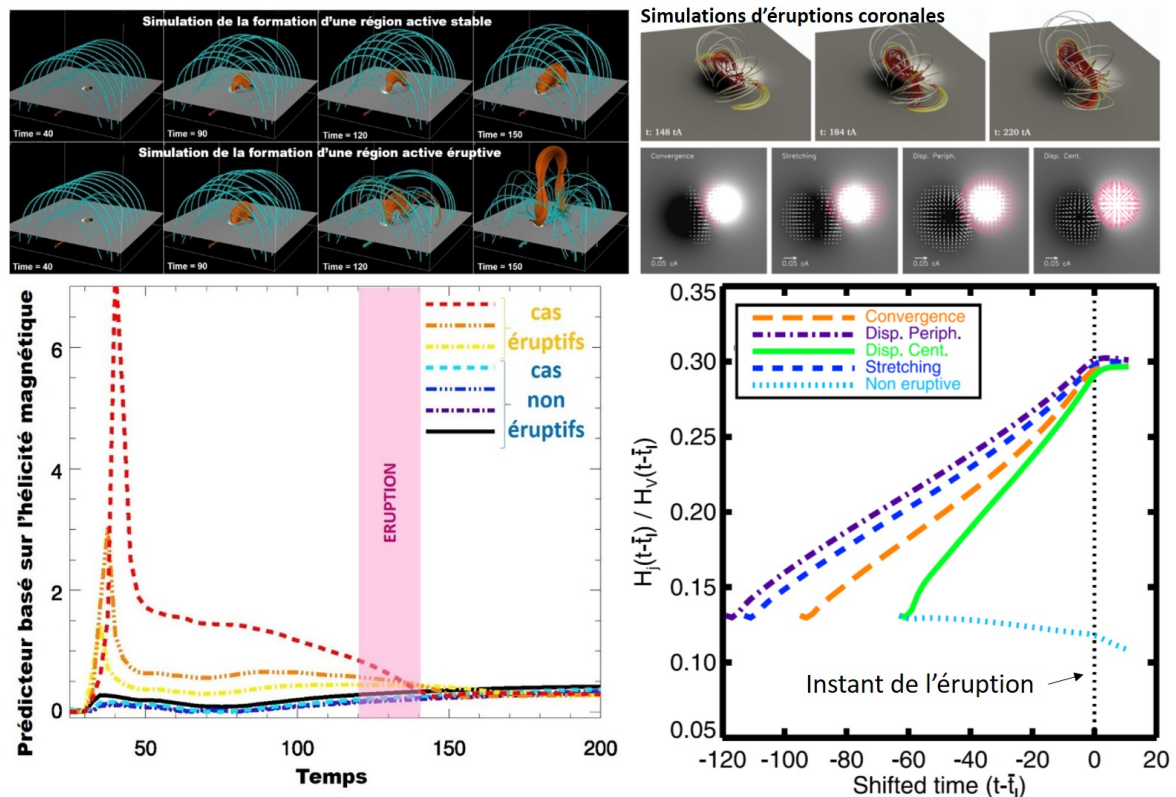 Simulation de la formation d'une région active stable
Time = 40
Time = 90
Time = 120
Time = 150
Simulation de la formation d'une région active éruptive
Time = 40
Time = 90
Time = 120
Time = 150
Simulations d'éruptions coronales
t: 148 tA
t: 184 tA
t: 220 tA
Convergence
Stretching
Disp. Periph.
Disp. Cent.
0.05 cA
0.05 cA
0.05 cA
0.05 cA
Prédicteur basé sur l'hélicité magnétique
6
4
2
0
cas
éruptifs
cas
non
éruptifs
ERUPTION
50
100
150
200
Temps
H_j(t-t̄_I) / H_V(t-t̄_I)
0.35
0.30
0.25
0.20
0.15
0.10
0.05
Convergence
Disp. Periph.
Disp. Cent.
Stretching
Non eruptive
Instant de l'éruption
-120
-100
-80
-60
-40
-20
0
20
Shifted time (t-t̄_I)